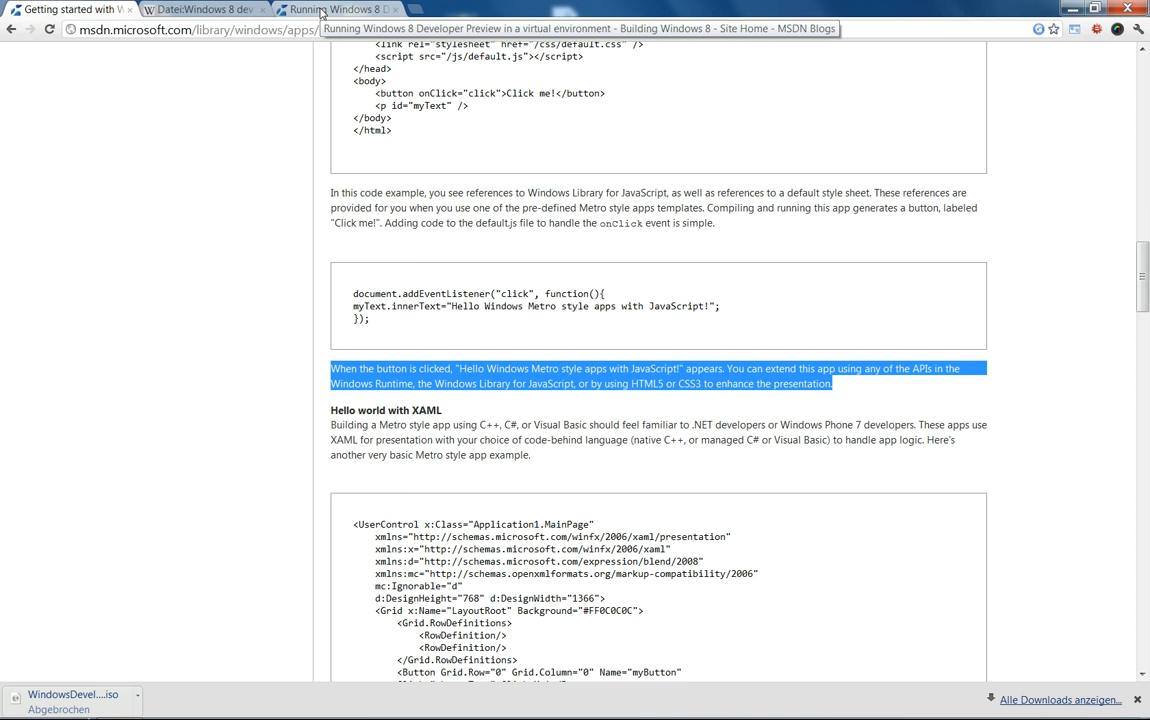 Getting started with W
Datei:Windows 8 dev
Running Windows 8 D
msdn.microsoft.com/library/windows/apps/
Running Windows 8 Developer Preview in a virtual environment - Building Windows 8 - Site Home - MSDN Blogs
<link rel="stylesheet" href="/css/default.css" />
<script src="/js/default.js"></script>
</head>
<body>
<button onClick="click">Click me!</button>
<p id="myText" />
</body>
</html>
In this code example, you see references to Windows Library for JavaScript, as well as references to a default style sheet. These references are
provided for you when you use one of the pre-defined Metro style apps templates. Compiling and running this app generates a button, labeled
"Click me!". Adding code to the default.js file to handle the onClick event is simple.
document.addEventListener("click", function(){
myText.innerText="Hello Windows Metro style apps with JavaScript!";
});
When the button is clicked, "Hello Windows Metro style apps with JavaScript!" appears. You can extend this app using any of the APIs in the
Windows Runtime, the Windows Library for JavaScript, or by using HTML5 or CSS3 to enhance the presentation.
Hello world with XAML
Building a Metro style app using C++, C#, or Visual Basic should feel familiar to .NET developers or Windows Phone 7 developers. These apps use
XAML for presentation with your choice of code-behind language (native C++, or managed C# or Visual Basic) to handle app logic. Here's
another very basic Metro style app example.
<UserControl x:Class="Application1.MainPage"
xmlns="http://schemas.microsoft.com/winfx/2006/xaml/presentation"
xmlns:x="http://schemas.microsoft.com/winfx/2006/xaml"
xmlns:d="http://schemas.microsoft.com/expression/blend/2008"
xmlns:mc="http://schemas.openxmlformats.org/markup-compatibility/2006"
mc:Ignorable="d"
d:DesignHeight="768" d:DesignWidth="1366">
<Grid x:Name="LayoutRoot" Background="#FF0C0C0C">
<Grid.RowDefinitions>
<RowDefinition/>
<RowDefinition/>
</Grid.RowDefinitions>
<Button Grid.Row="0" Grid.Column="0" Name="myButton"
WindowsDevel....iso
Abgebrochen
Alle Downloads anzeigen...